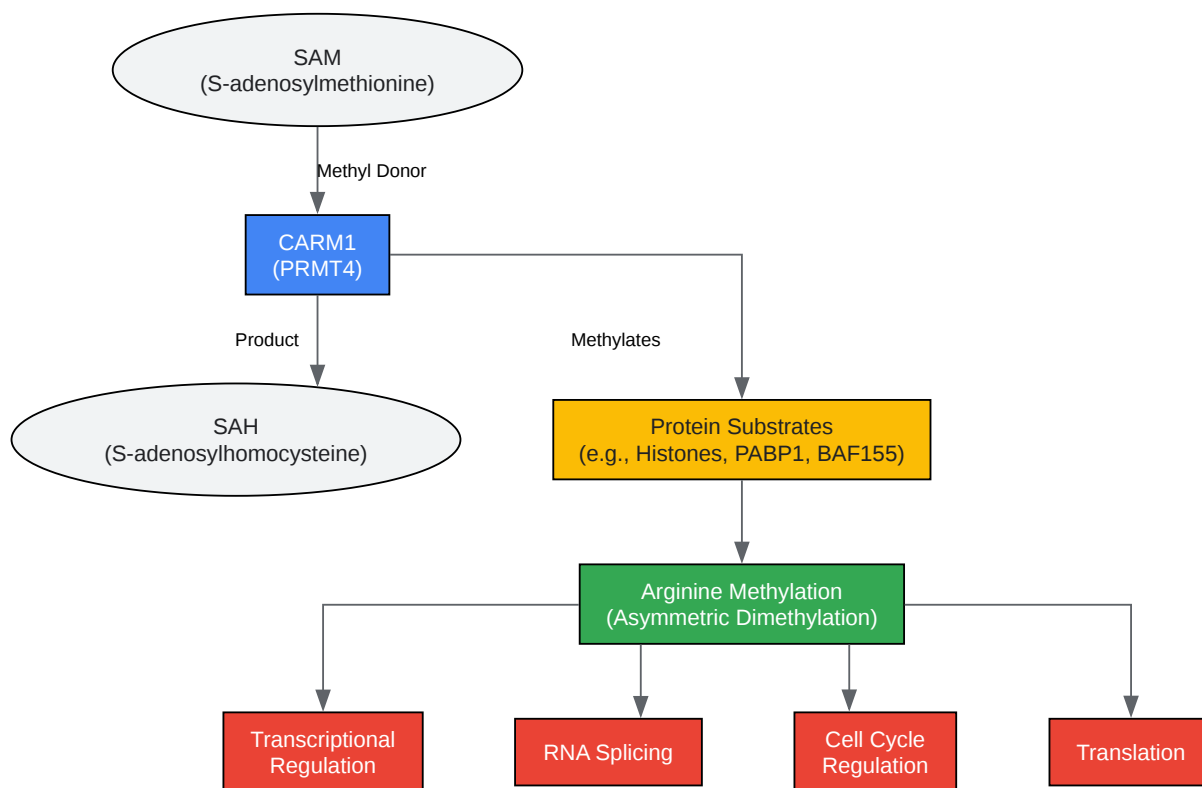 SAM
(S-adenosylmethionine)
Methyl Donor
CARM1
(PRMT4)
Product
Methylates
SAH
(S-adenosylhomocysteine)
Protein Substrates
(e.g., Histones, PABP1, BAF155)
Arginine Methylation
(Asymmetric Dimethylation)
Transcriptional
Regulation
RNA Splicing
Cell Cycle
Regulation
Translation